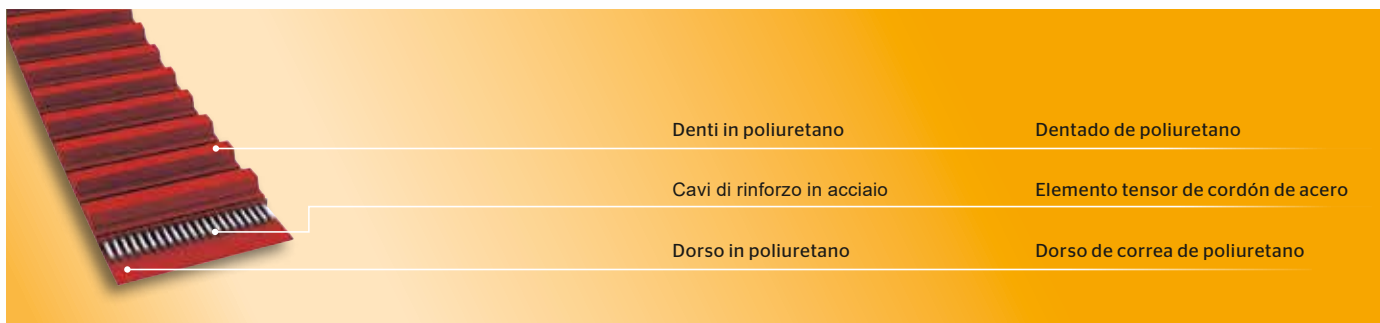 Denti in poliuretano Dentado de poliuretano
Cavi di rinforzo in acciaio Elemento tensor de cordón de acero
Dorso in poliuretano Dorso de correa de poliuretano